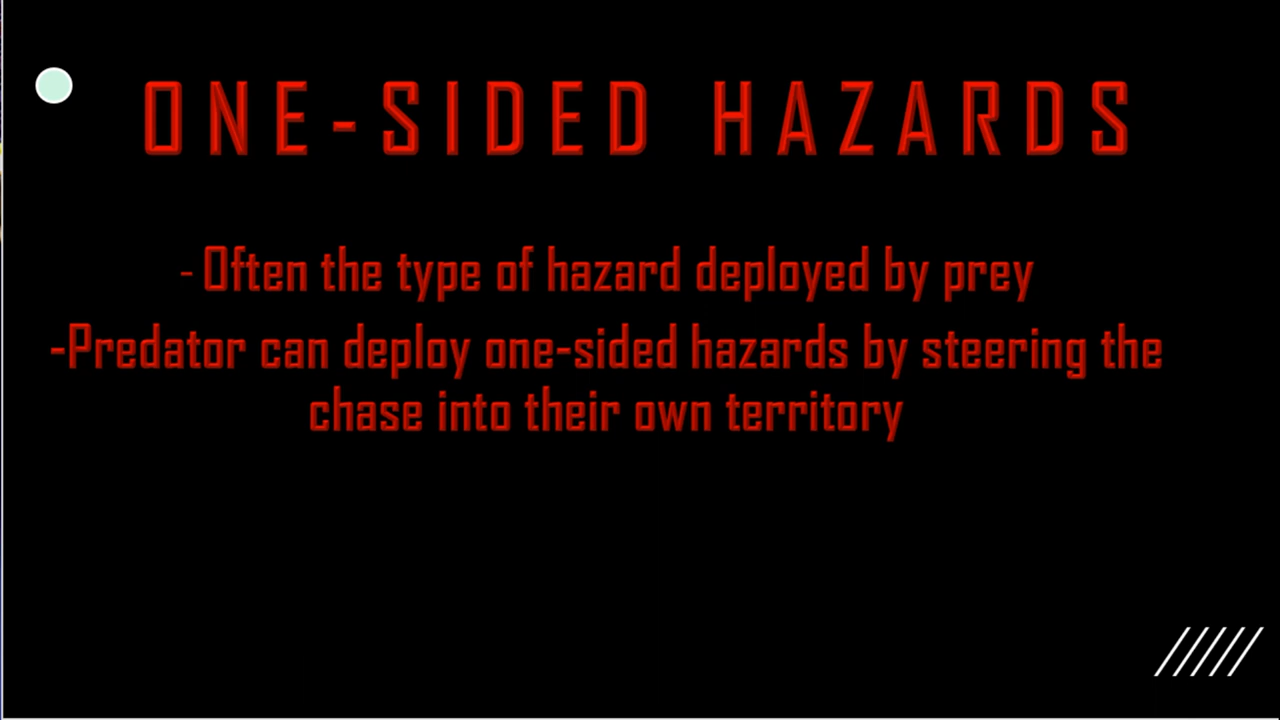 ONE-SIDED HAZARDS
- Often the type of hazard deployed by prey
-Predator can deploy one-sided hazards by steering the
chase into their own territory